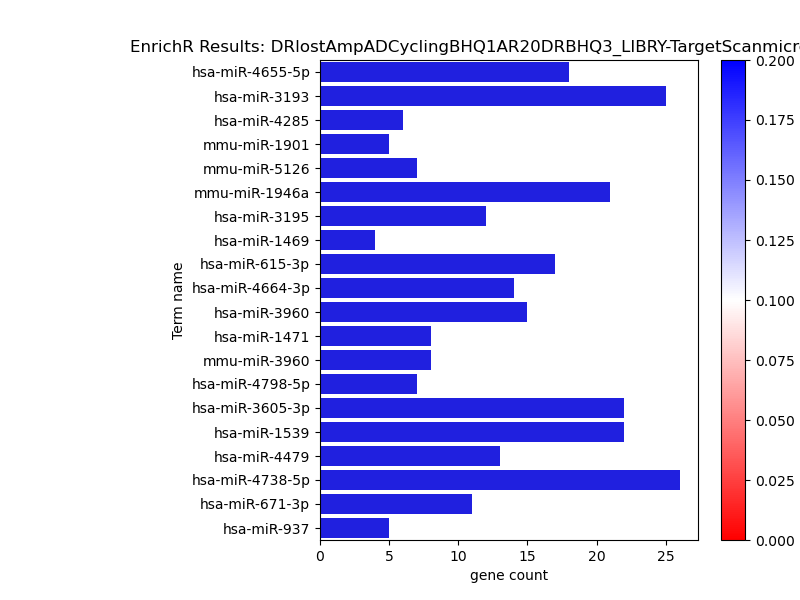 EnrichR Results: DRlostAmpADCyclingBHQ1AR20DRBHQ3_LIBRY-TargetScanmicr
hsa-miR-4655-5p
hsa-miR-3193
hsa-miR-4285
mmu-miR-1901
mmu-miR-5126
mmu-miR-1946a
hsa-miR-3195
hsa-miR-1469
hsa-miR-615-3p
hsa-miR-4664-3p
hsa-miR-3960
hsa-miR-1471
mmu-miR-3960
hsa-miR-4798-5p
hsa-miR-3605-3p
hsa-miR-1539
hsa-miR-4479
hsa-miR-4738-5p
hsa-miR-671-3p
hsa-miR-937
Term name
0 5 10 15 20 25
gene count
0.200
0.175
0.150
0.125
0.100
0.075
0.050
0.025
0.000